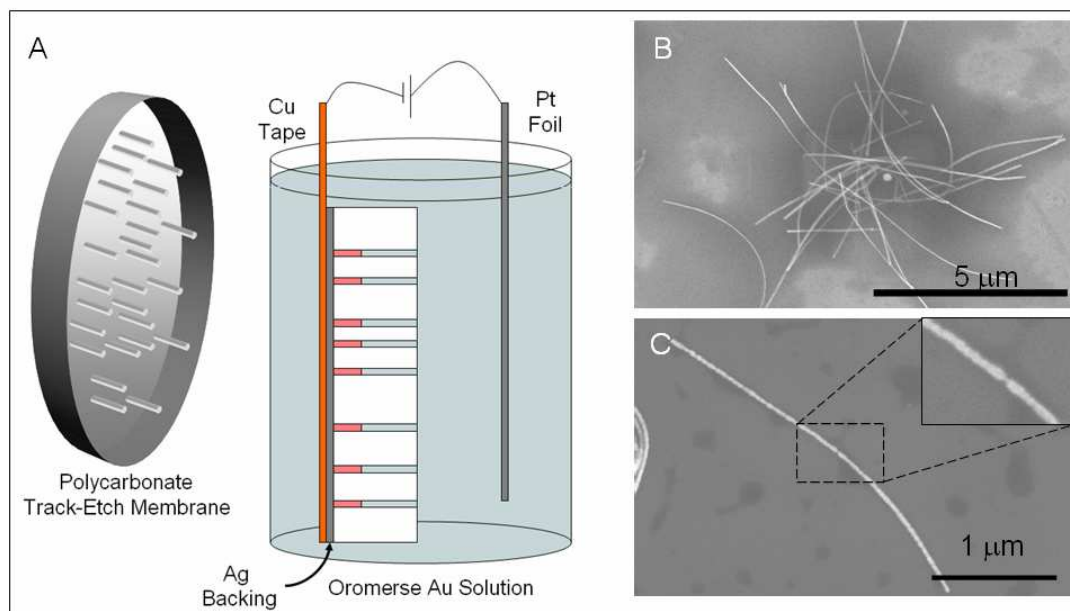 A
Cu
Tape
Pt
Foil
Polycarbonate
Track-Etch Membrane
Ag
Backing
Oromerse Au Solution
B
5 μm
C
1 μm